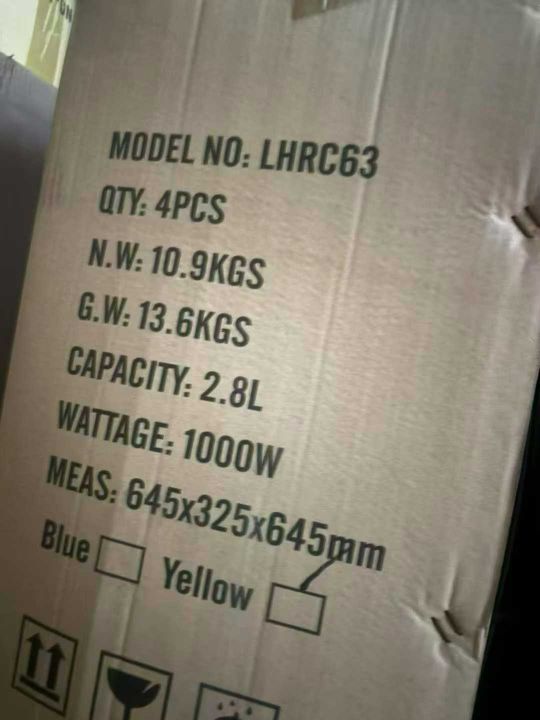 MODEL NO: LHRC63
QTY: 4PCS
N.W: 10.9KGS
G.W: 13.6KGS
CAPACITY: 2.8L
WATTAGE: 1000W
MEAS: 645x325x645mm
Blue Yellow